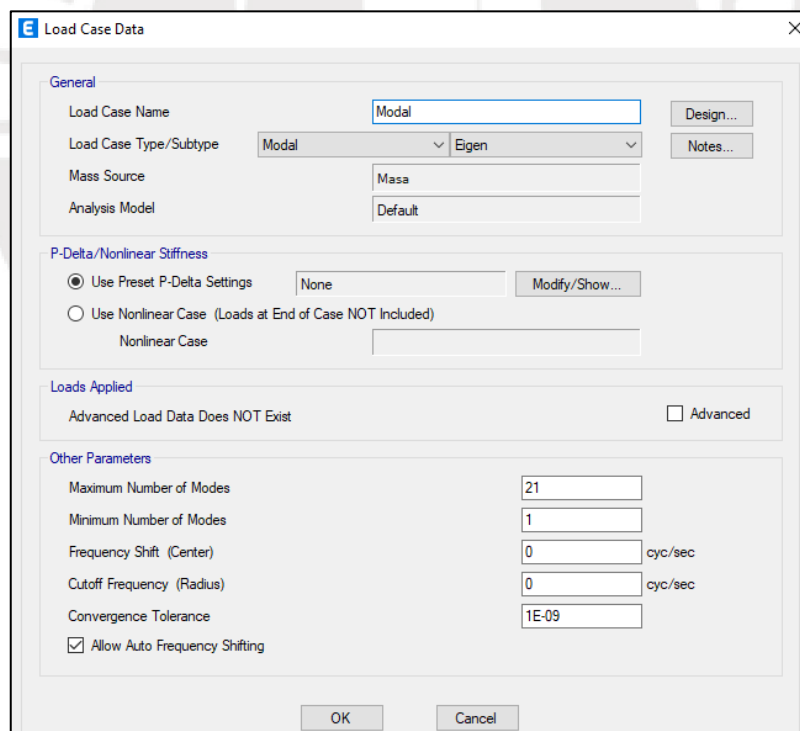 E Load Case Data
General
Load Case Name Modal Design...
Load Case Type/Subtype Modal Eigen Notes...
Mass Source Masa
Analysis Model Default
P-Delta/Nonlinear Stiffness
Use Preset P-Delta Settings None Modify/Show...
Use Nonlinear Case (Loads at End of Case NOT Included)
Nonlinear Case
Loads Applied
Advanced Load Data Does NOT Exist Advanced
Other Parameters
Maximum Number of Modes 21
Minimum Number of Modes 1
Frequency Shift (Center) 0 cyc/sec
Cutoff Frequency (Radius) 0 cyc/sec
Convergence Tolerance 1E-09
Allow Auto Frequency Shifting
OK Cancel